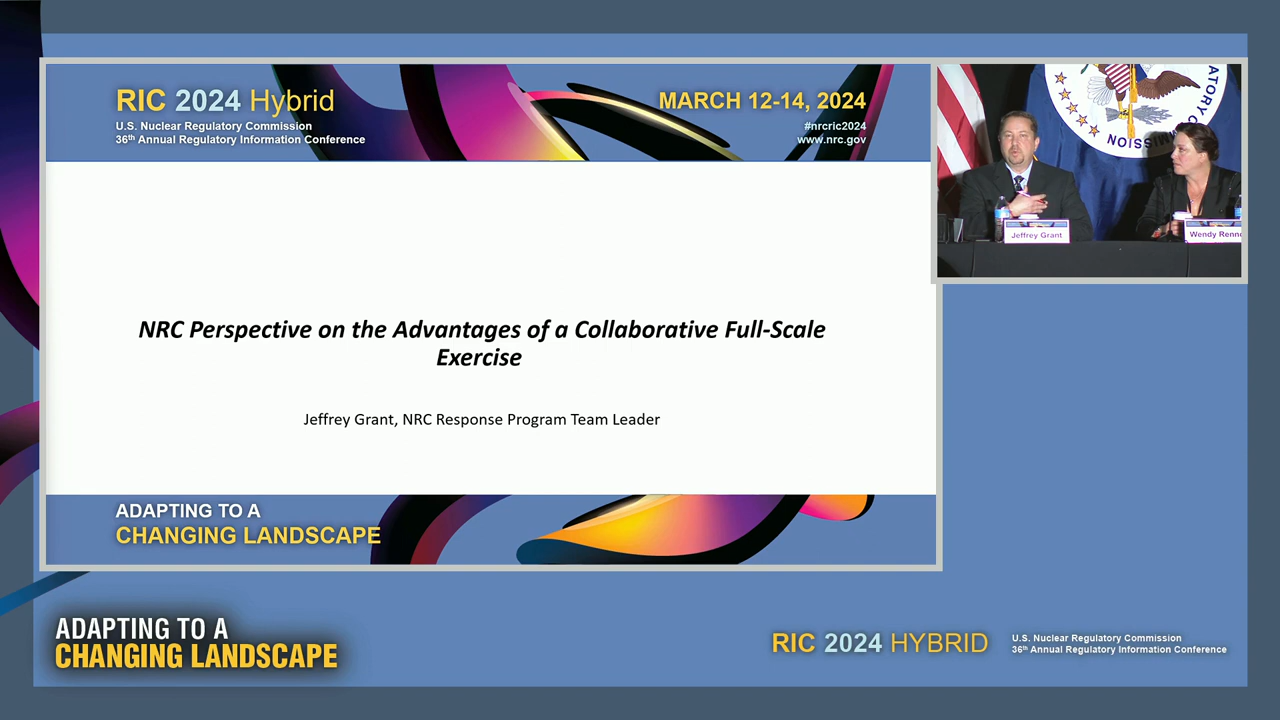 RIC 2024 Hybrid
U.S. Nuclear Regulatory Commission
36th Annual Regulatory Information Conference
MARCH 12-14, 2024
#nrcric2024
www.nrc.gov
NRC Perspective on the Advantages of a Collaborative Full-Scale
Exercise
Jeffrey Grant, NRC Response Program Team Leader
ADAPTING TO A
CHANGING LANDSCAPE
Jeffrey Grant
Wendy
ADAPTING TO A
CHANGING LANDSCAPE
RIC 2024 HYBRID
U.S. Nuclear Regulatory Commission
36th Annual Regulatory Information Conference